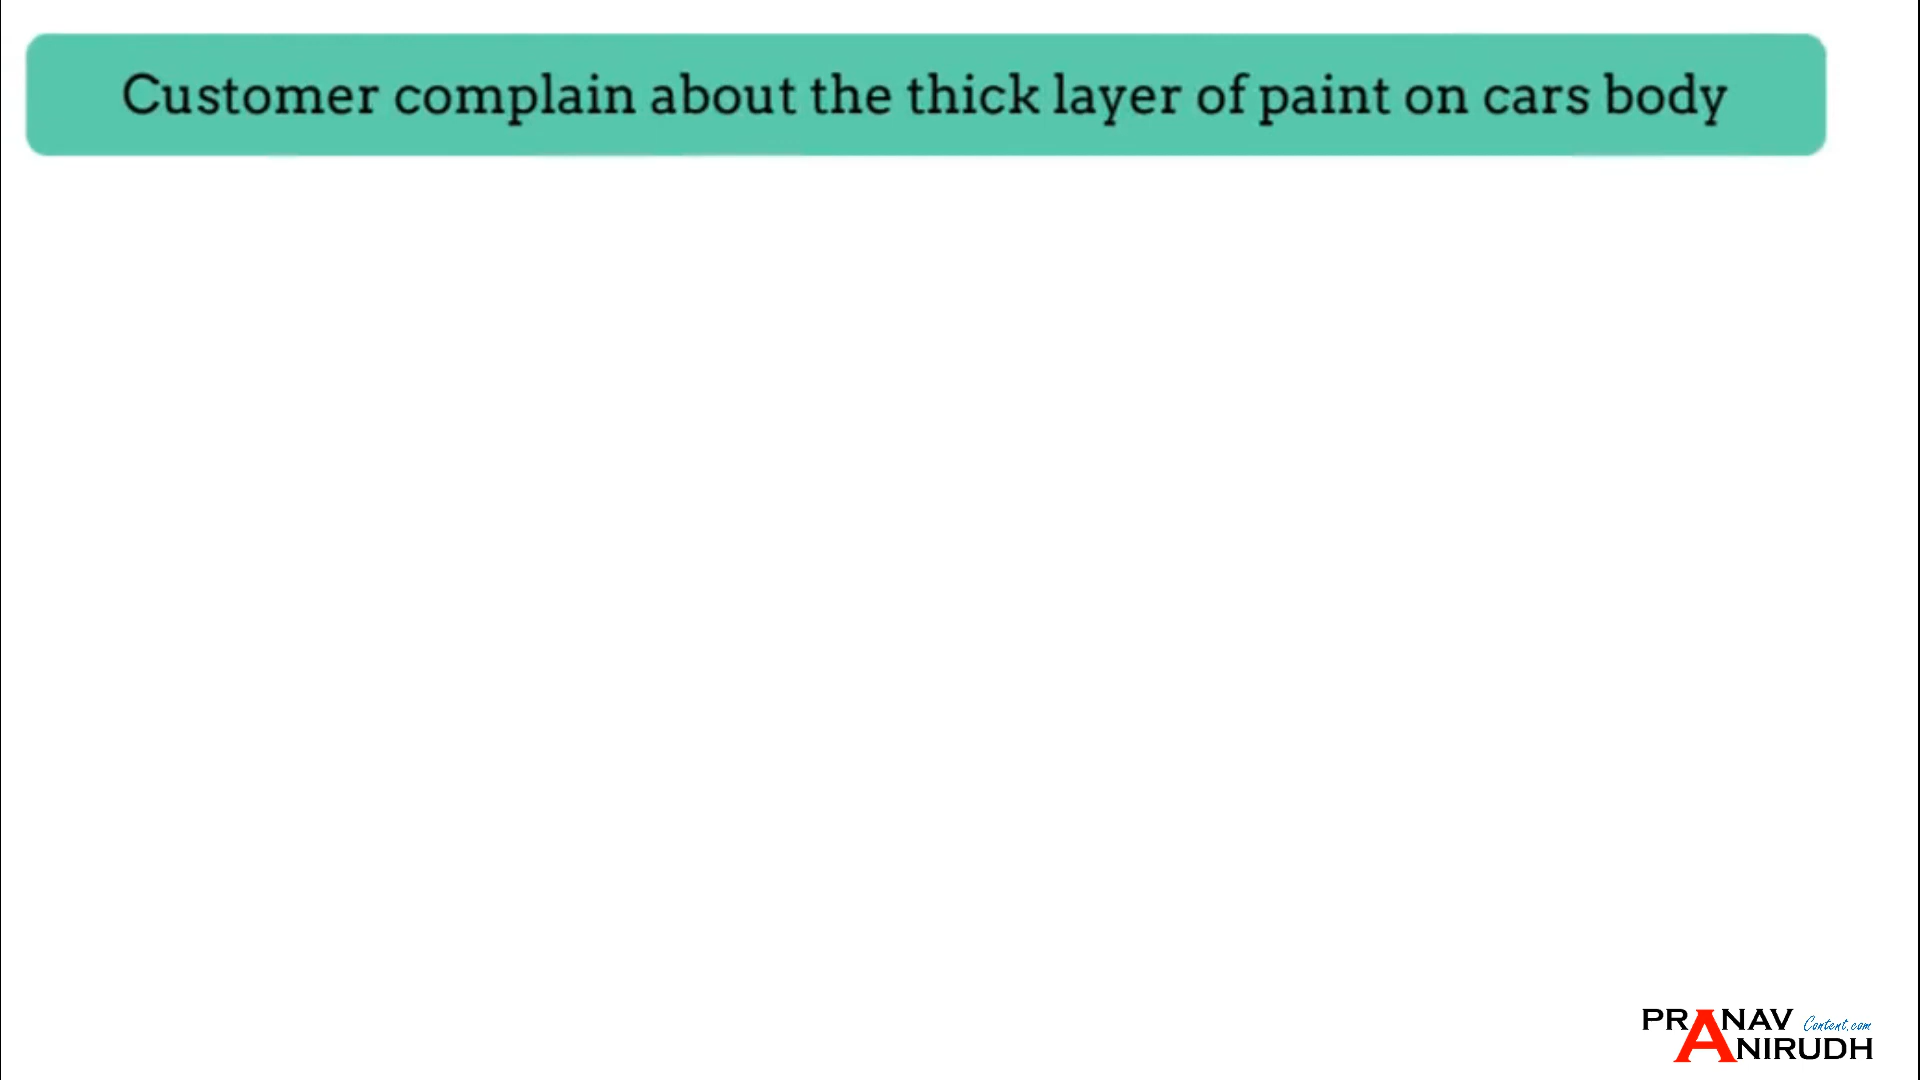 Customer complain about the thick layer of paint on cars body
PRANAV Content.com
ANIRUDH